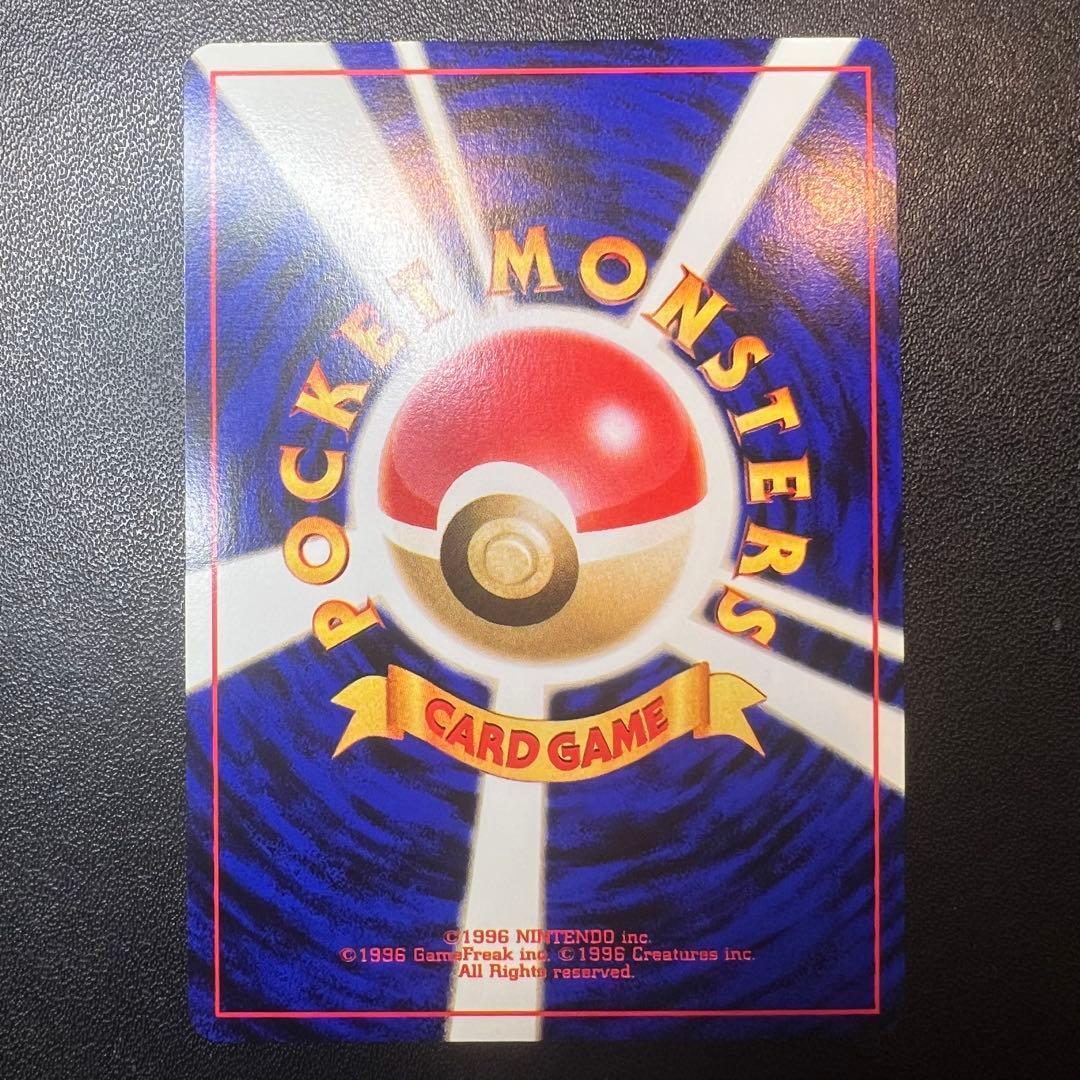 POCKET MONSTERS
CARD GAME
©1996 NINTENDO inc.
©1996 GameFreak inc. ©1996 Creatures inc.
All Rights reserved.